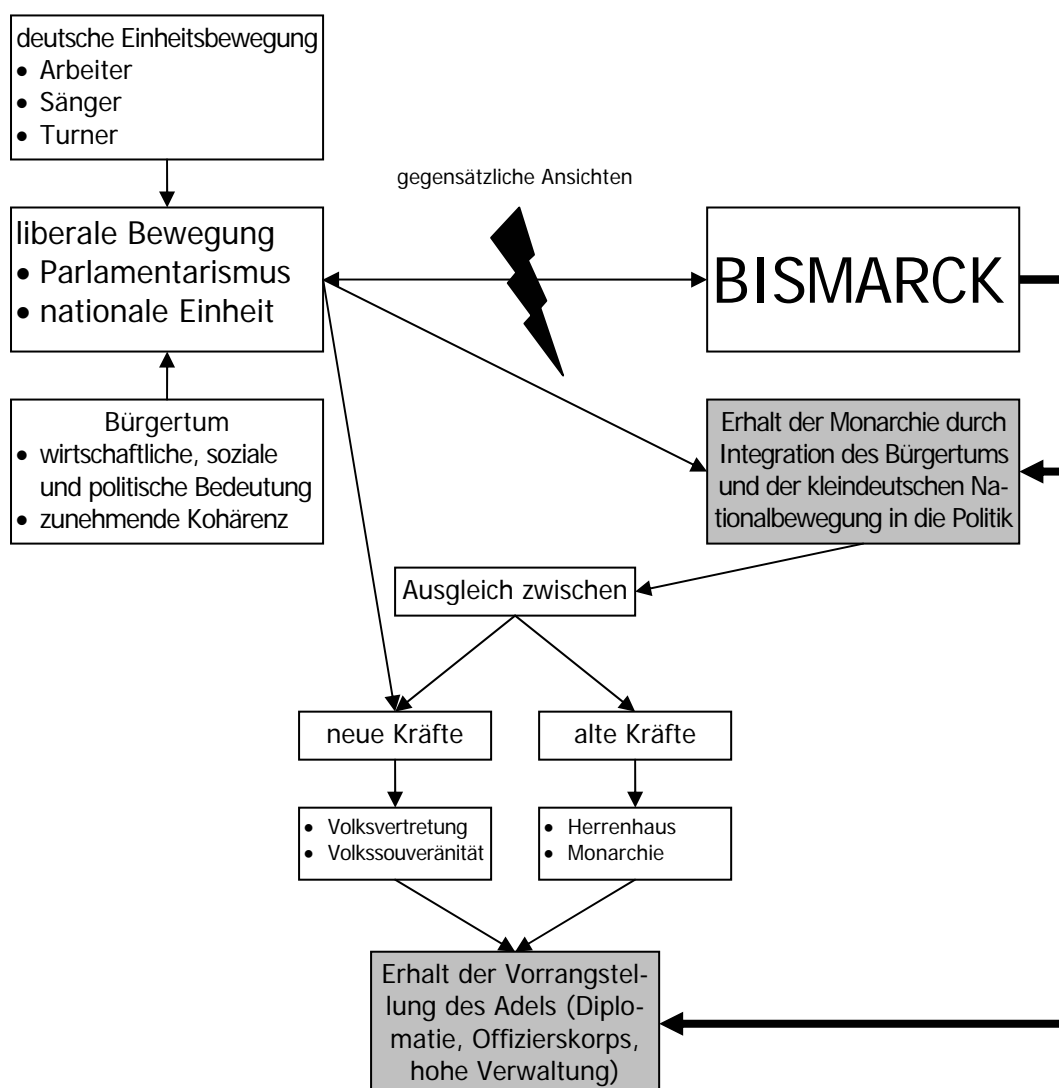 deutsche Einheitsbewegung
• Arbeiter
• Sänger
• Turner
gegensätzliche Ansichten
liberale Bewegung
• Parlamentarismus
• nationale Einheit
BISMARCK
Bürgertum
• wirtschaftliche, soziale
und politische Bedeutung
• zunehmende Kohärenz
Erhalt der Monarchie durch
Integration des Bürgertums
und der kleindeutschen Na-
tionalbewegung in die Politik
Ausgleich zwischen
neue Kräfte
alte Kräfte
• Volksvertretung
• Volkssouveränität
• Herrenhaus
• Monarchie
Erhalt der Vorrangstel-
lung des Adels (Diplo-
matie, Offizierskorps,
hohe Verwaltung)